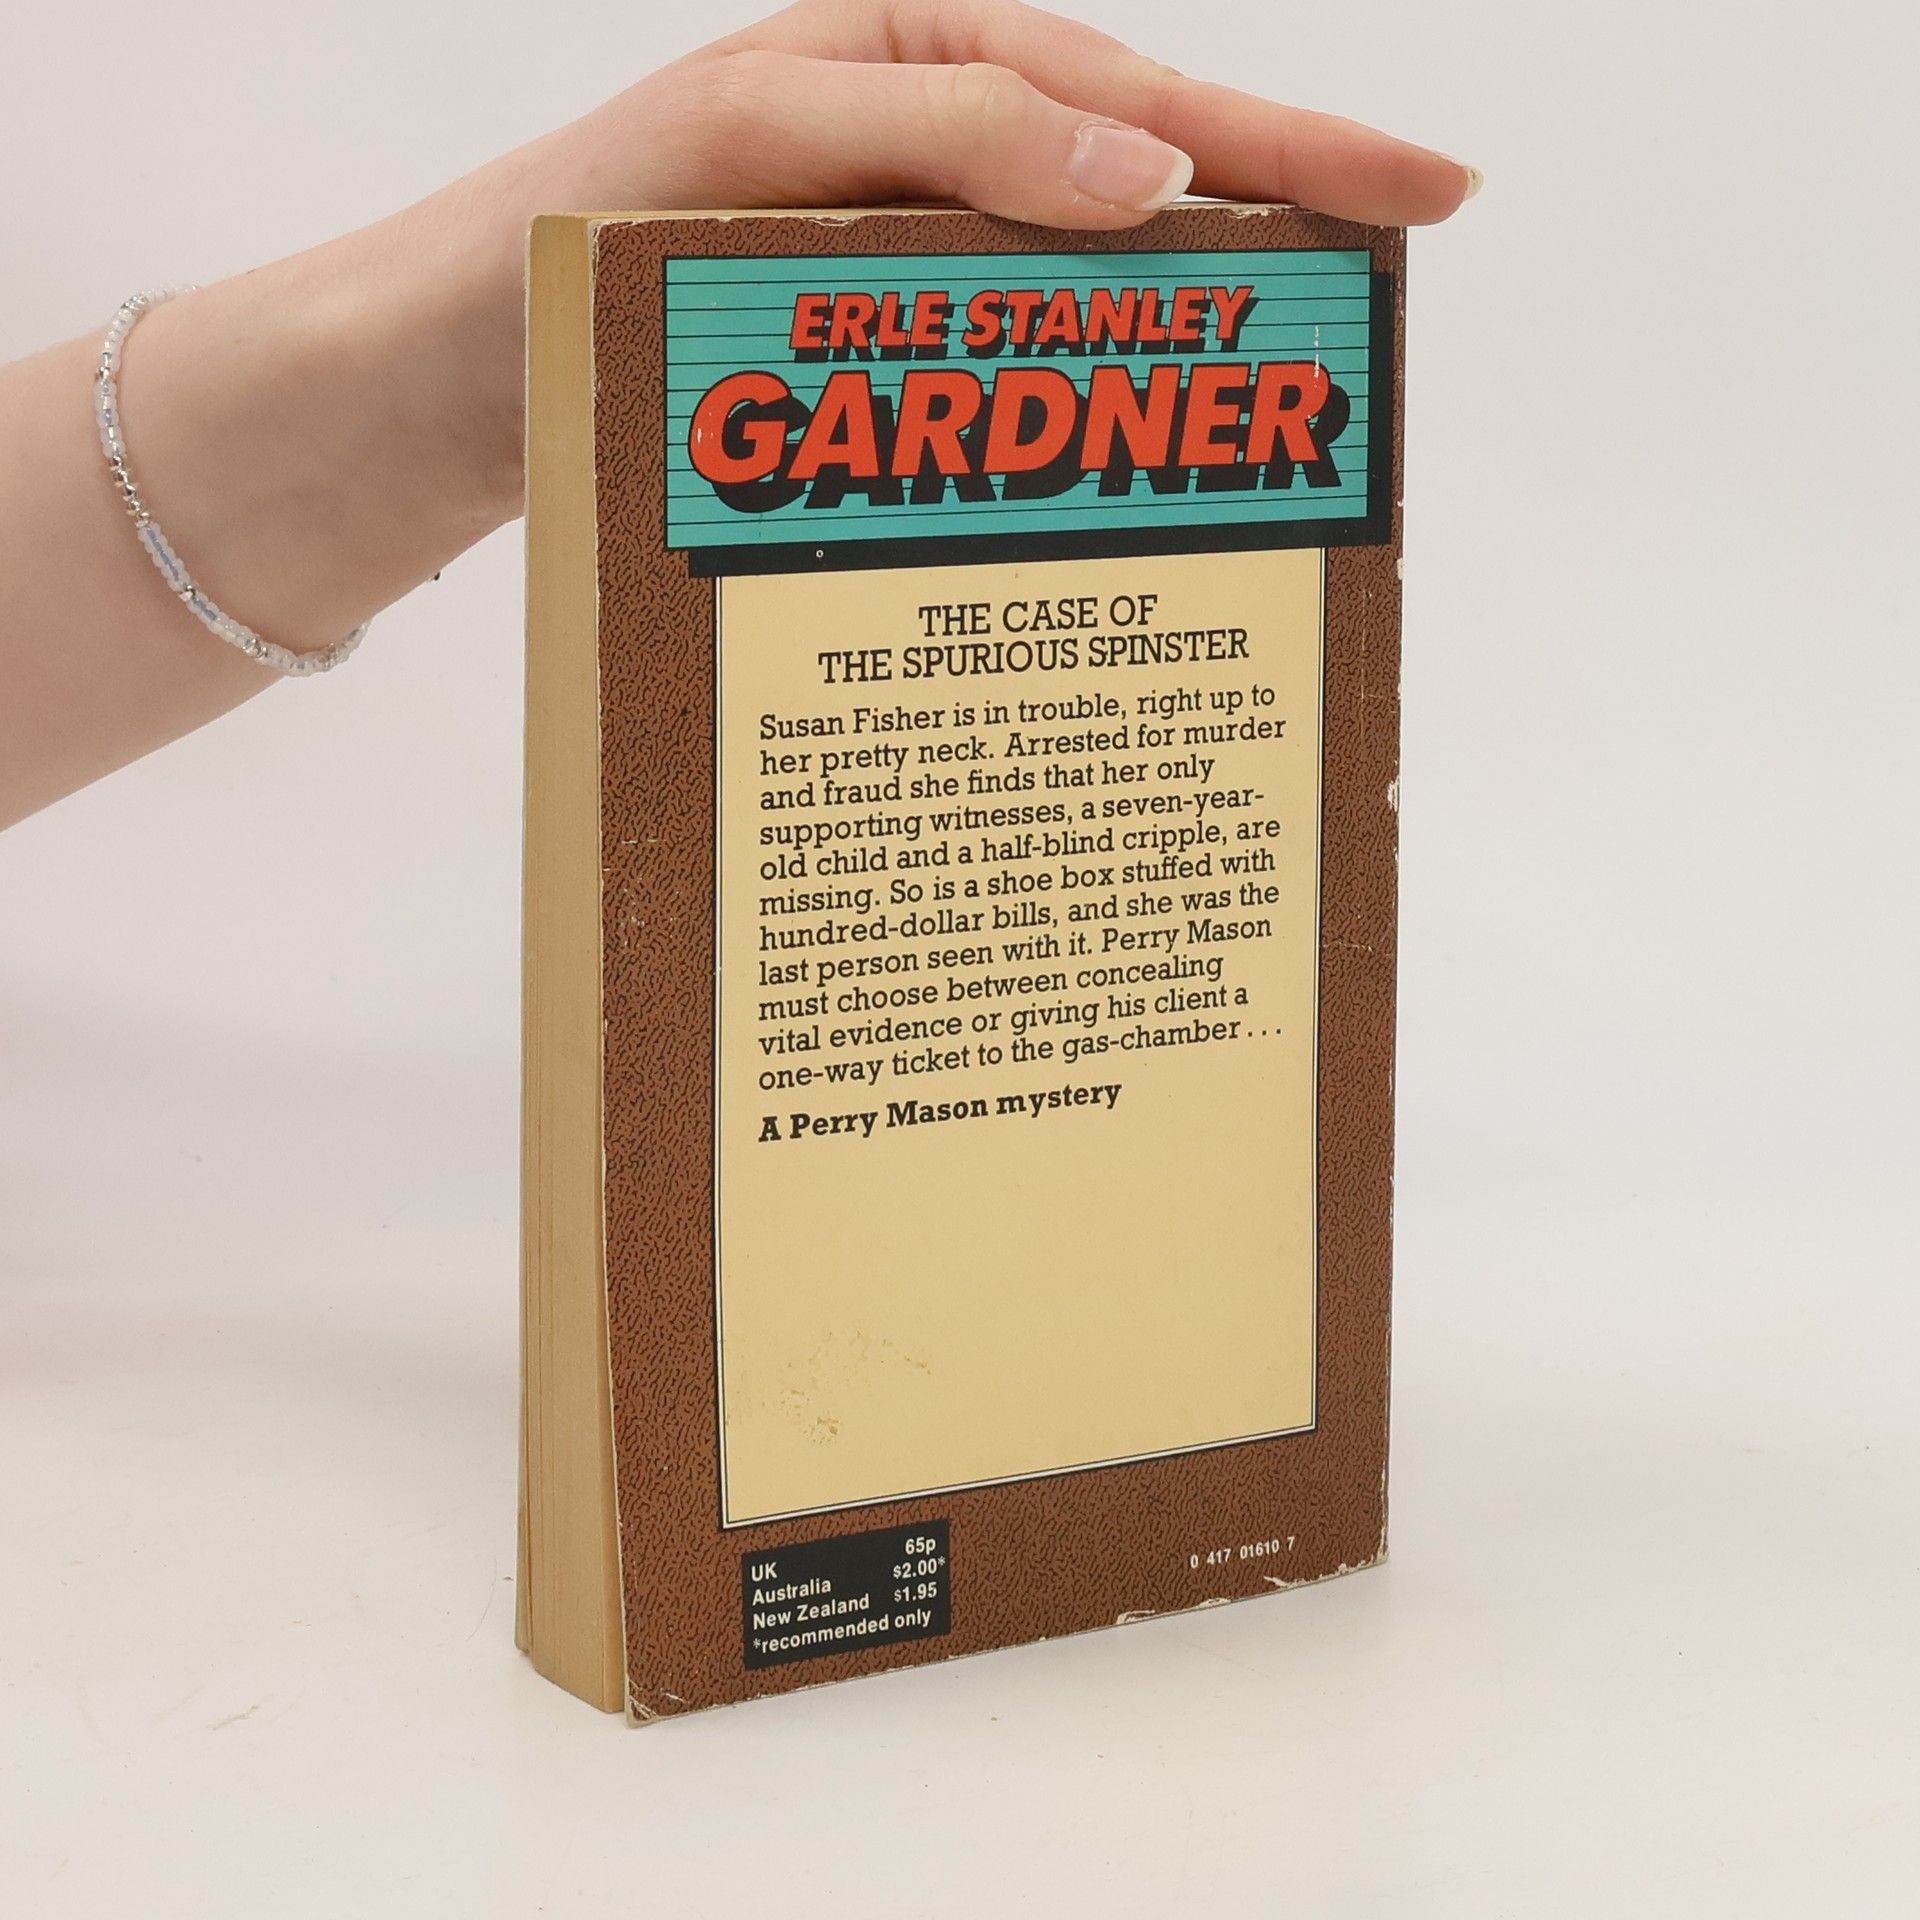 ERLE STANLEY
GARDNER
THE CASE OF
THE SPURIOUS SPINSTER
Susan Fisher is in trouble, right up to
her pretty neck. Arrested for murder
and fraud she finds that her only
supporting witnesses, a seven-year-
old child and a half-blind cripple, are
missing. So is a shoe box stuffed with
hundred-dollar bills, and she was the
last person seen with it. Perry Mason
must choose between concealing
vital evidence or giving his client a
one-way ticket to the gas-chamber...
A Perry Mason mystery
UK 65p
Australia $2.00*
New Zealand $1.95
*recommended only
0 417 01610 7